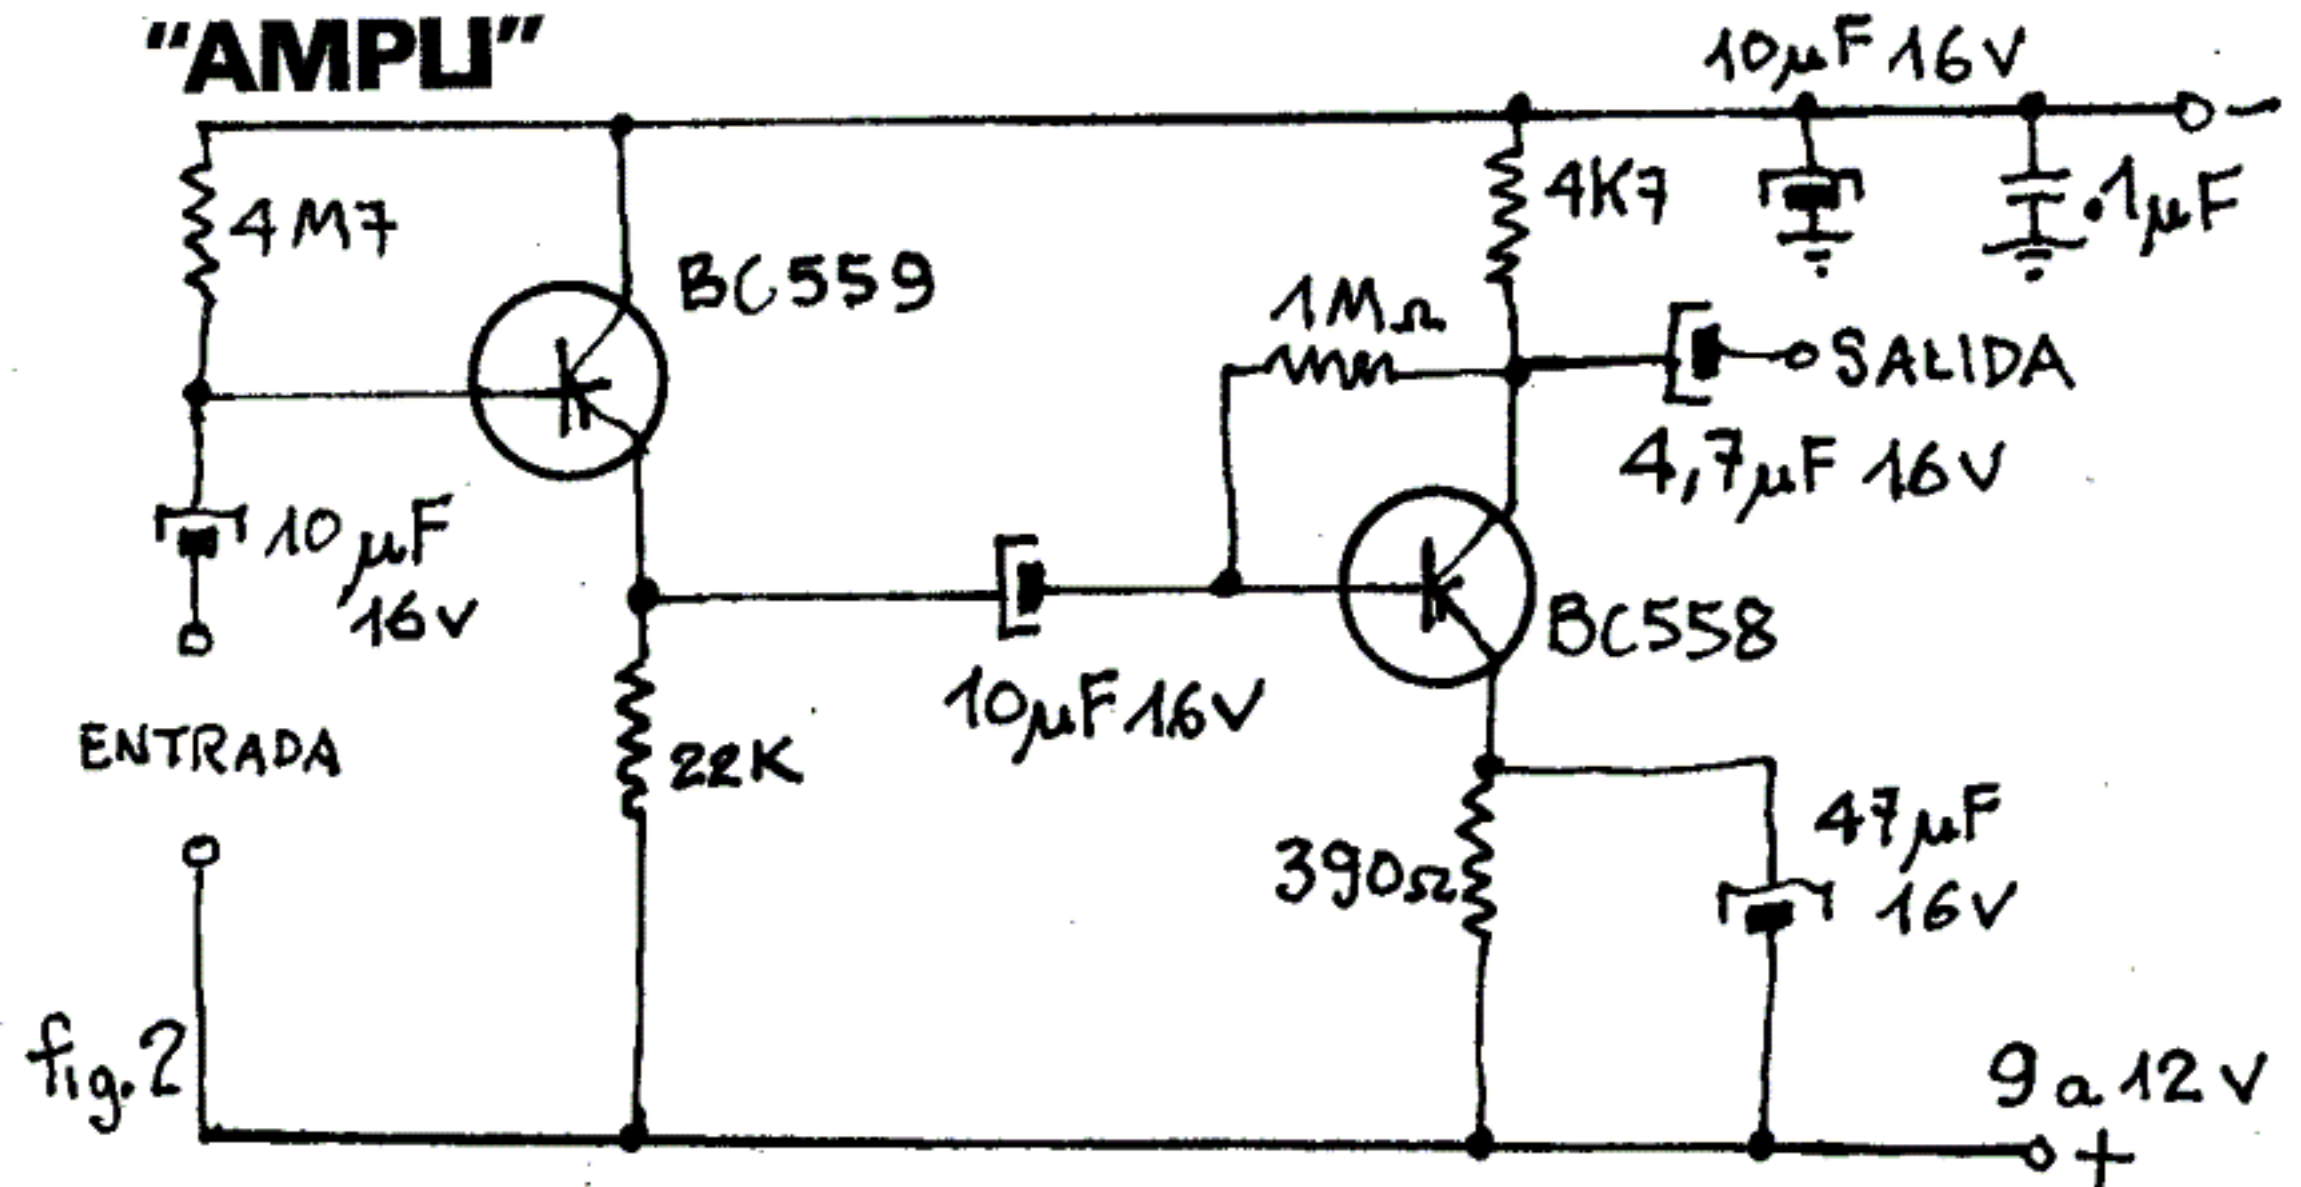 "AMPLI"
10µF 16V
−
4M7
4K7
.1µF
BC559
1MΩ
SALIDA
4,7µF 16V
10µF
16V
BC558
10µF 16V
ENTRADA
22K
47µF
16V
390Ω
fig. 2
9 a 12V
+